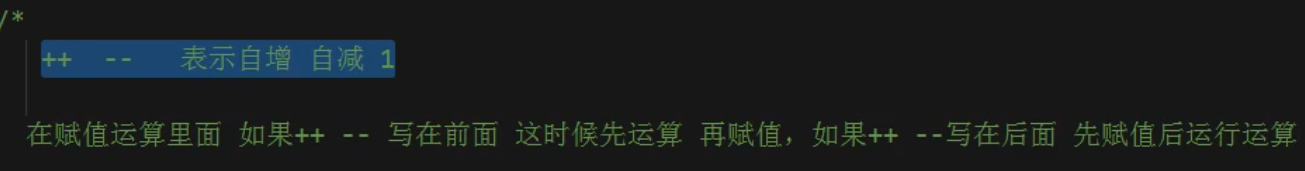 /*
++ -- 表示自增 自减 1
在赋值运算里面 如果++ -- 写在前面 这时候先运算 再赋值，如果++ --写在后面 先赋值后运行运算